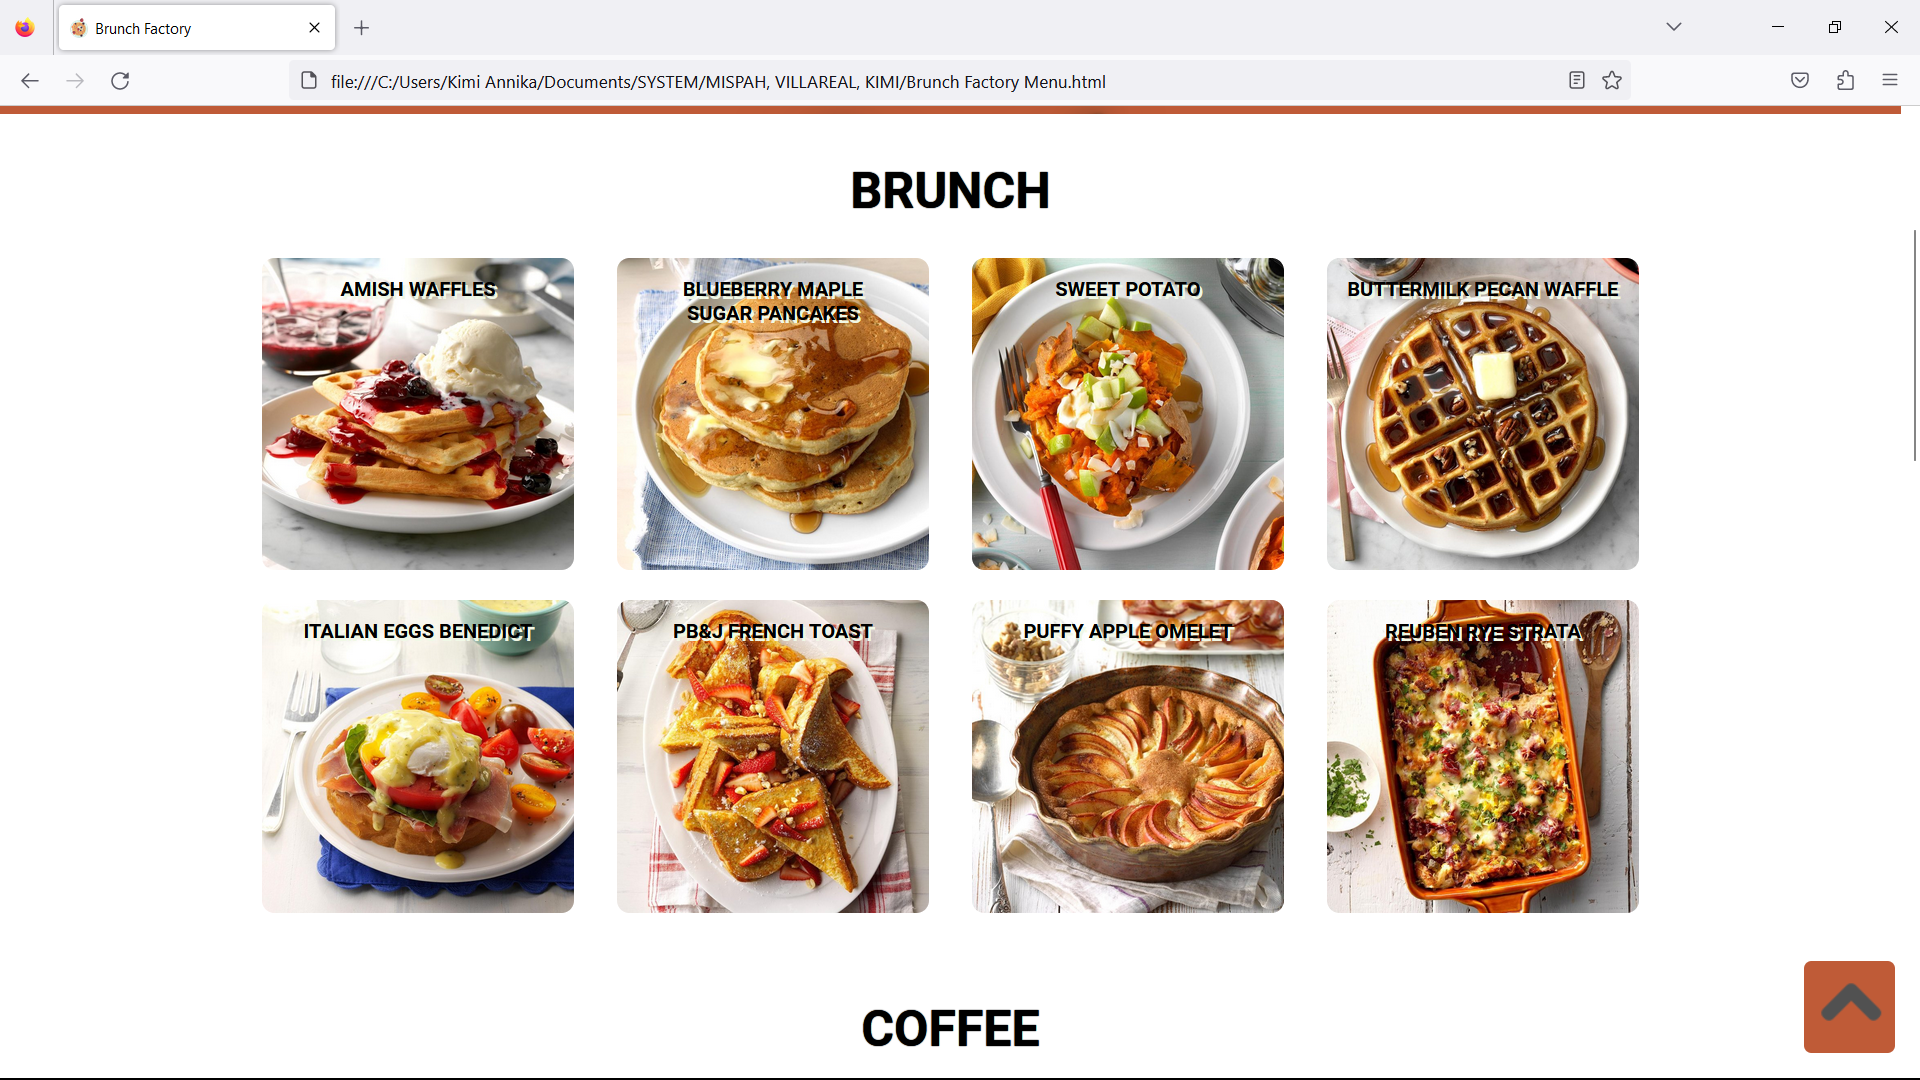 Brunch Factory
file:///C:/Users/Kimi Annika/Documents/SYSTEM/MISPAH, VILLAREAL, KIMI/Brunch Factory Menu.html
BRUNCH
AMISH WAFFLES
BLUEBERRY MAPLE
SUGAR PANCAKES
SWEET POTATO
BUTTERMILK PECAN WAFFLE
ITALIAN EGGS BENEDICT
PB&J FRENCH TOAST
PUFFY APPLE OMELET
REUBEN RYE STRATA
COFFEE